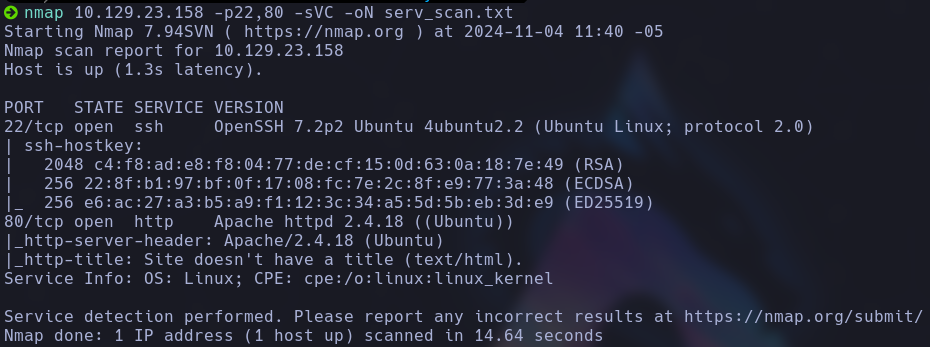 nmap 10.129.23.158 -p22,80 -sVC -oN serv_scan.txt
Starting Nmap 7.94SVN ( https://nmap.org ) at 2024-11-04 11:40 -05
Nmap scan report for 10.129.23.158
Host is up (1.3s latency).

PORT   STATE SERVICE VERSION
22/tcp open  ssh     OpenSSH 7.2p2 Ubuntu 4ubuntu2.2 (Ubuntu Linux; protocol 2.0)
| ssh-hostkey:
|   2048 c4:f8:ad:e8:f8:04:77:de:cf:15:0d:63:0a:18:7e:49 (RSA)
|   256 22:8f:b1:97:bf:0f:17:08:fc:7e:2c:8f:e9:77:3a:48 (ECDSA)
|_  256 e6:ac:27:a3:b5:a9:f1:12:3c:34:a5:5d:5b:eb:3d:e9 (ED25519)
80/tcp open  http    Apache httpd 2.4.18 ((Ubuntu))
|_http-server-header: Apache/2.4.18 (Ubuntu)
|_http-title: Site doesn't have a title (text/html).
Service Info: OS: Linux; CPE: cpe:/o:linux:linux_kernel

Service detection performed. Please report any incorrect results at https://nmap.org/submit/
Nmap done: 1 IP address (1 host up) scanned in 14.64 seconds